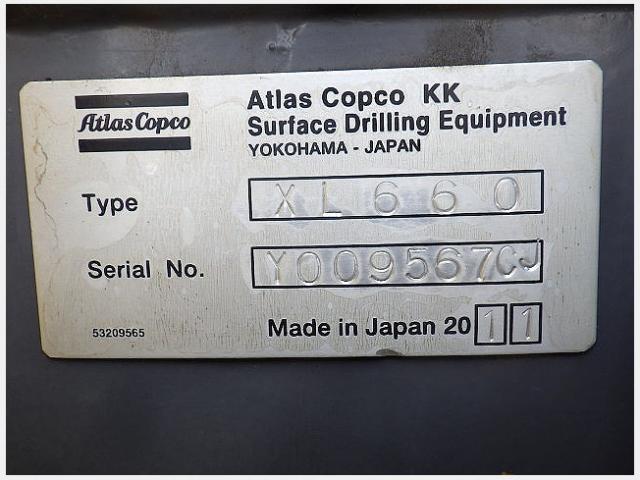 Atlas Copco
Atlas Copco KK
Surface Drilling Equipment
YOKOHAMA - JAPAN
Type XL660
Serial No. Y009567CJ
53209565
Made in Japan 2011